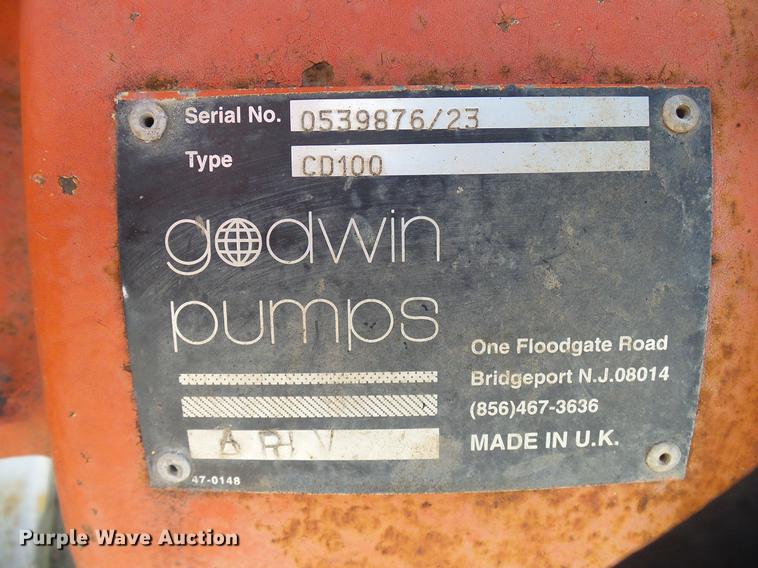 Serial No. 0539876/23
Type CD100
godwin
pumps
One Floodgate Road
Bridgeport N.J.08014
(856)467-3636
MADE IN U.K.
47-0148
Purple Wave Auction